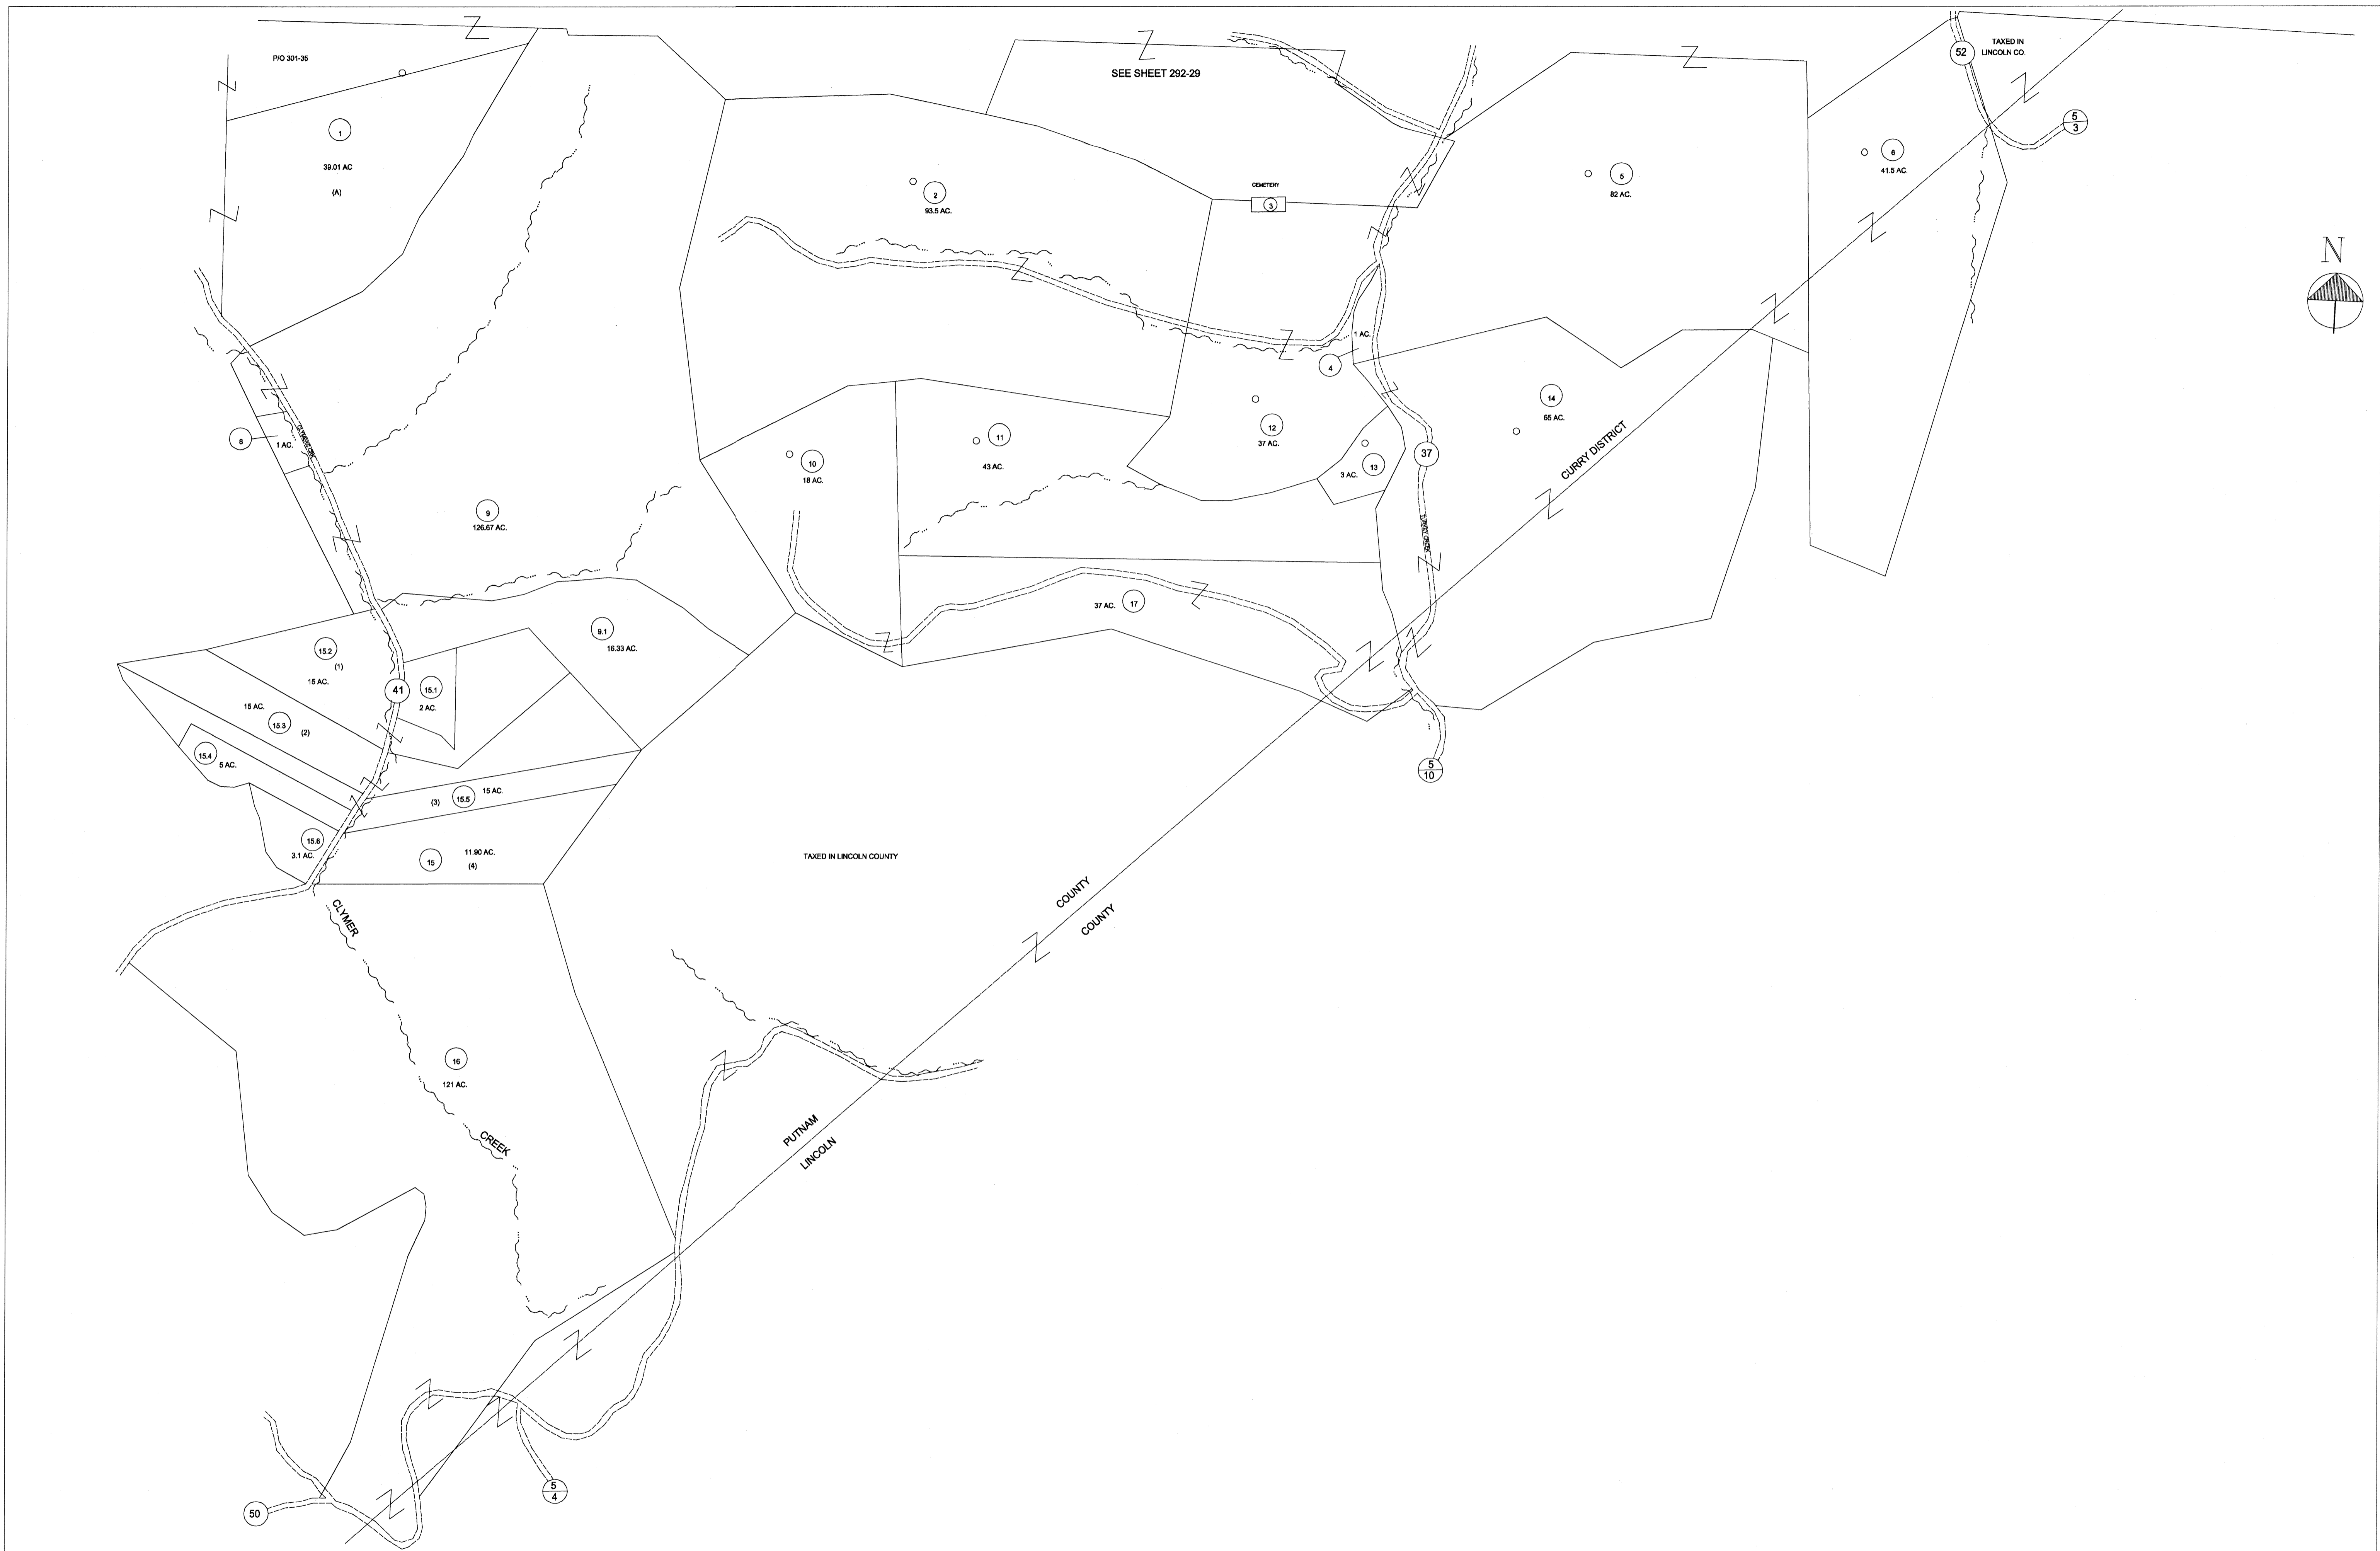 P/O 301-35
SEE SHEET 292-29
52
TAXED IN
LINCOLN CO.
5
3
1
39.01 AC
(A)
2
93.5 AC.
CEMETERY
3
5
82 AC.
6
41.5 AC.
N
1 AC.
4
8
1 AC.
9
126.67 AC.
10
18 AC.
11
43 AC.
12
37 AC.
13
3 AC.
14
65 AC.
37
CURRY DISTRICT
37 AC.
17
9.1
16.33 AC.
15.2
(1)
15 AC.
41
15.1
2 AC.
15 AC.
15.3
(2)
15.4
5 AC.
(3)
15.5
15 AC.
15.6
3.1 AC.
15
11.90 AC.
(4)
5
10
TAXED IN LINCOLN COUNTY
CLYMER
CREEK
16
121 AC.
PUTNAM
COUNTY
LINCOLN
COUNTY
5
4
50